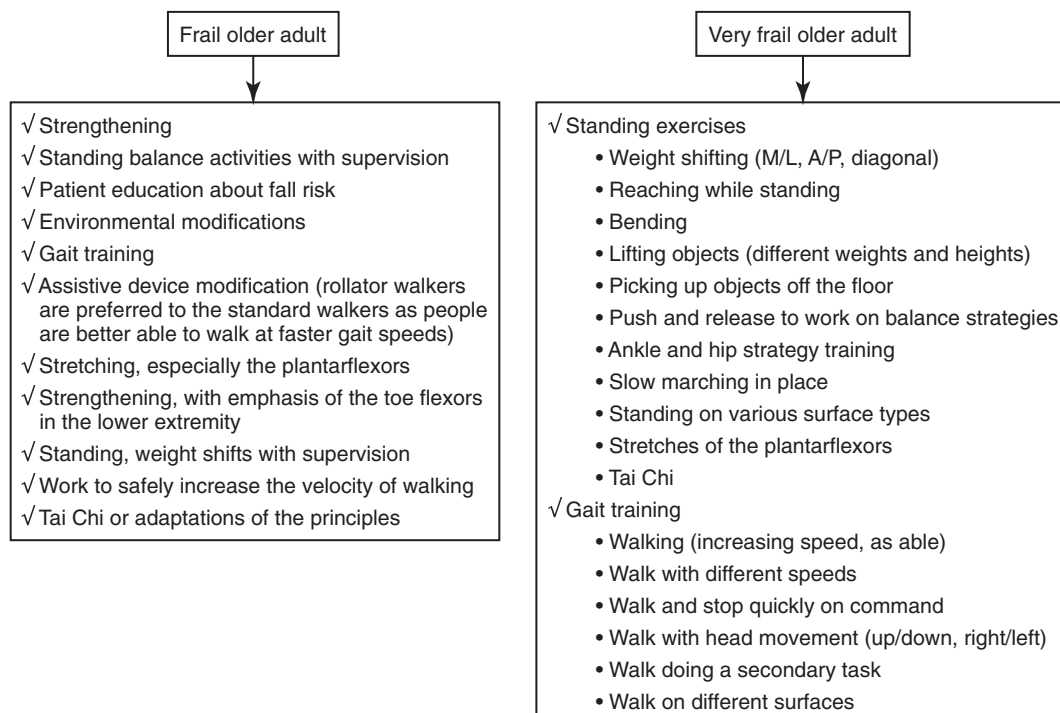 Frail older adult
√ Strengthening
√ Standing balance activities with supervision
√ Patient education about fall risk
√ Environmental modifications
√ Gait training
√ Assistive device modification (rollator walkers
are preferred to the standard walkers as people
are better able to walk at faster gait speeds)
√ Stretching, especially the plantarflexors
√ Strengthening, with emphasis of the toe flexors
in the lower extremity
√ Standing, weight shifts with supervision
√ Work to safely increase the velocity of walking
√ Tai Chi or adaptations of the principles
Very frail older adult
√ Standing exercises
• Weight shifting (M/L, A/P, diagonal)
• Reaching while standing
• Bending
• Lifting objects (different weights and heights)
• Picking up objects off the floor
• Push and release to work on balance strategies
• Ankle and hip strategy training
• Slow marching in place
• Standing on various surface types
• Stretches of the plantarflexors
• Tai Chi
√ Gait training
• Walking (increasing speed, as able)
• Walk with different speeds
• Walk and stop quickly on command
• Walk with head movement (up/down, right/left)
• Walk doing a secondary task
• Walk on different surfaces